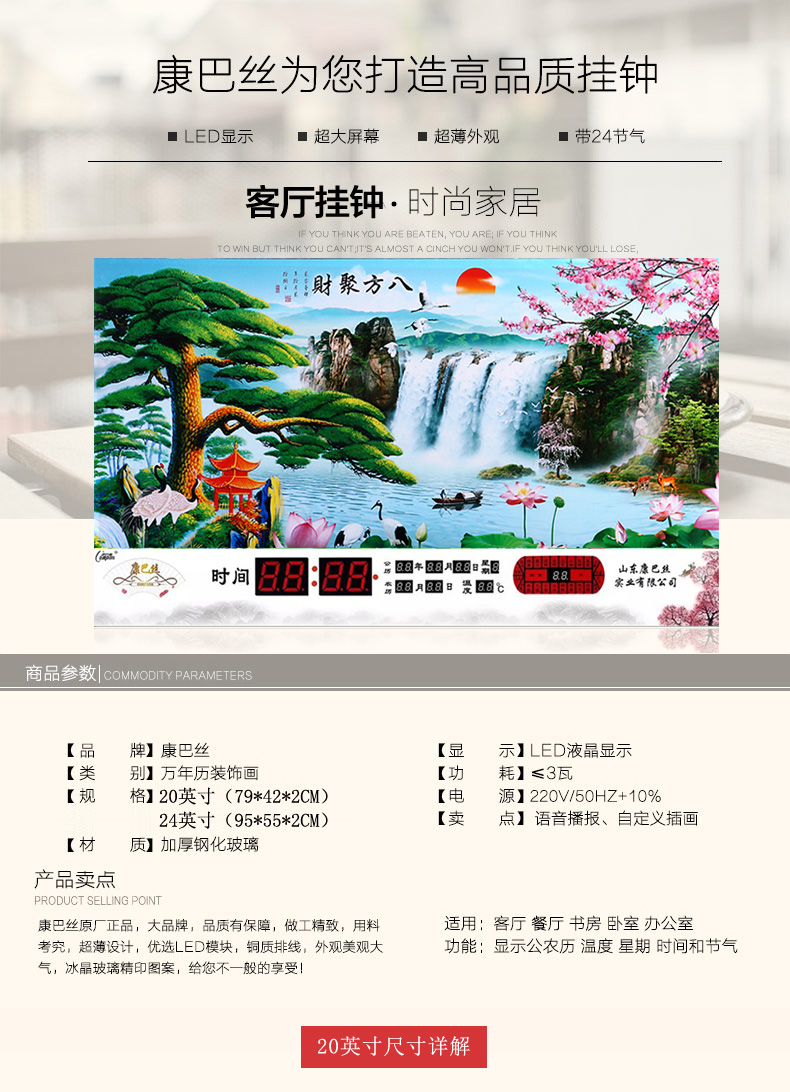 康巴丝为您打造高品质挂钟
■ LED显示 ■ 超大屏幕 ■ 超薄外观 ■ 带24节气
客厅挂钟·时尚家居
IF YOU THINK YOU ARE BEATEN, YOU ARE; IF YOU THINK
TO WIN BUT THINK YOU CAN'T;IT'S ALMOST A CINCH YOU WON'T.IF YOU THINK YOU'LL LOSE,
財聚方八
康巴丝
时间 88:88
公历 88年88月88日 星期8
农历 88月88日 温度 88℃
88
山东康巴丝
实业有限公司
商品参数 COMMODITY PARAMETERS
【品 牌】康巴丝
【类 别】万年历装饰画
【规 格】20英寸（79*42*2CM）
24英寸（95*55*2CM）
【材 质】加厚钢化玻璃
【显 示】LED液晶显示
【功 耗】≤3瓦
【电 源】220V/50HZ+10%
【卖 点】语音播报、自定义插画
产品卖点
PRODUCT SELLING POINT
康巴丝原厂正品，大品牌，品质有保障，做工精致，用料
考究，超薄设计，优选LED模块，铜质排线，外观美观大
气，冰晶玻璃精印图案，给您不一般的享受！
适用：客厅 餐厅 书房 卧室 办公室
功能：显示公农历 温度 星期 时间和节气
20英寸尺寸详解